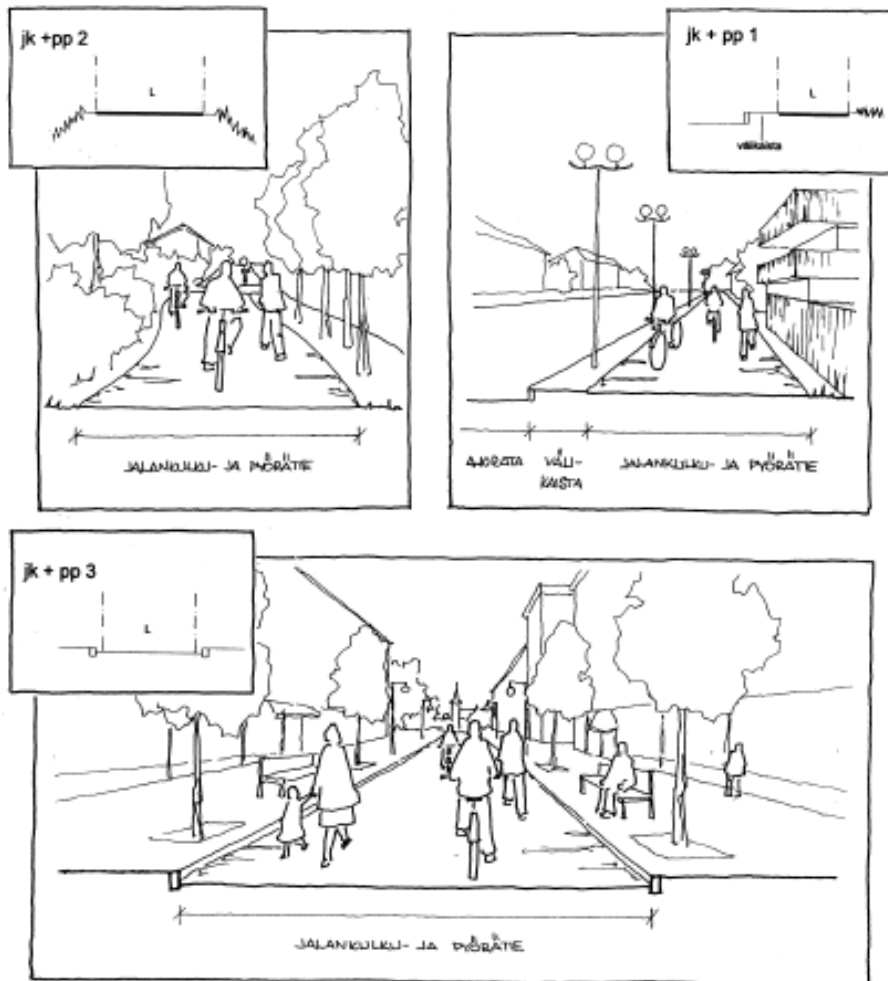 jk +pp 2
L
JALANKULKU- JA PYÖRÄTIE
jk + pp 1
L
välikaista
AJORATA VÄLI- JALANKULKU- JA PYÖRÄTIE
KAISTA
jk + pp 3
L
JALANKULKU- JA PYÖRÄTIE